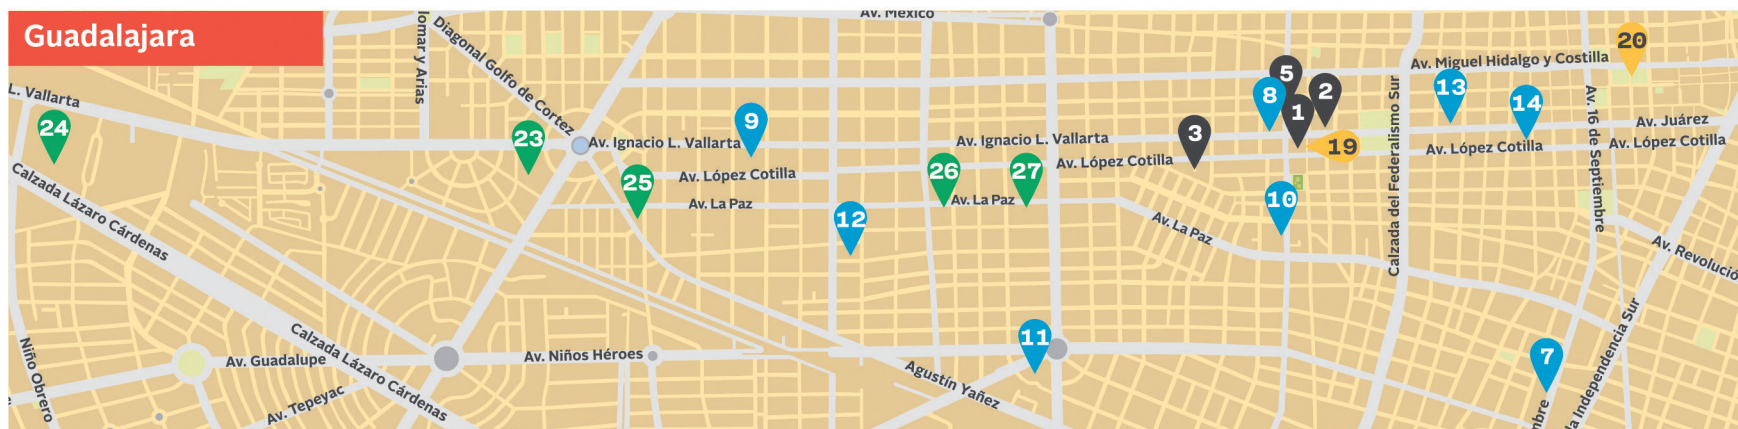 Guadalajara
Av. México
lomar y Arias
Diagonal Golfo de Cortez
L. Vallarta
24
23
25
9
Av. Ignacio L. Vallarta
Av. López Cotilla
Av. La Paz
12
26
27
Av. Ignacio L. Vallarta
Av. López Cotilla
Av. La Paz
3
5
8
2
1
19
10
Av. La Paz
Calzada del Federalismo Sur
Av. Miguel Hidalgo y Costilla
20
13
14
Av. Juárez
Av. López Cotilla
Av. López Cotilla
Av. 16 de Septiembre
Av. Revolució
Calzada Lázaro Cárdenas
Niño Obrero
Av. Guadalupe
Calzada Lázaro Cárdenas
Av. Tepeyac
Av. Niños Héroes
11
Agustín Yañez
7
mbre
la Independencia Sur